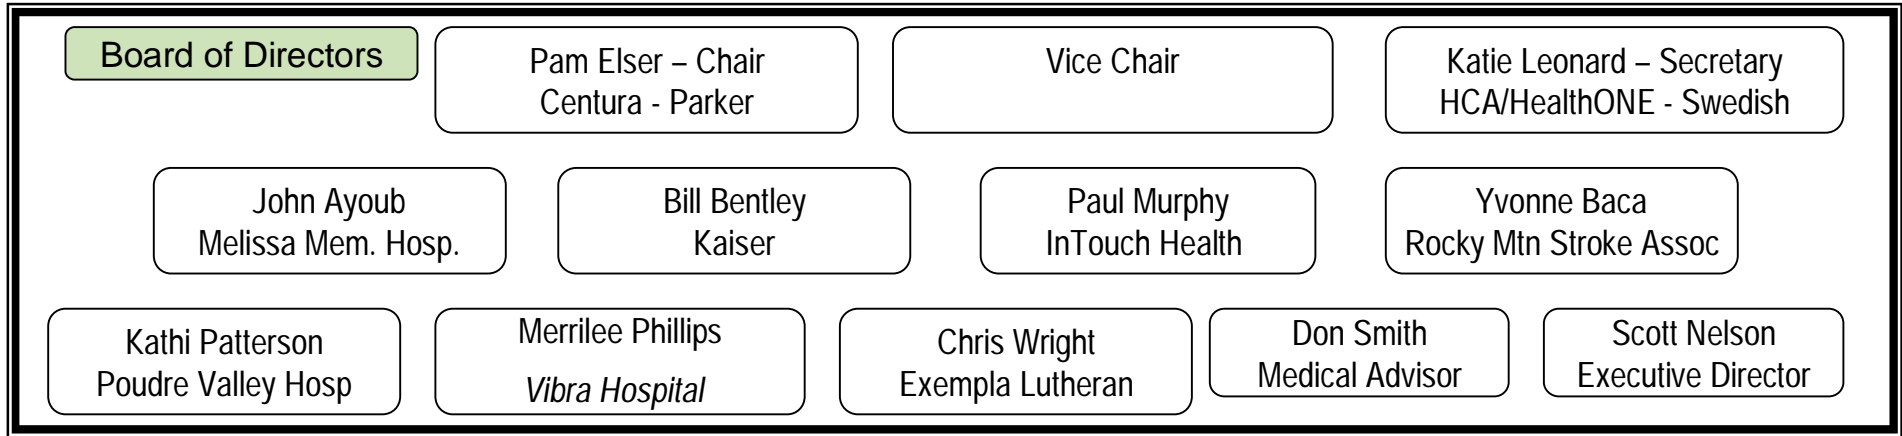 Board of Directors
Pam Elser – Chair
Centura - Parker
Vice Chair
Katie Leonard – Secretary
HCA/HealthONE - Swedish
John Ayoub
Melissa Mem. Hosp.
Bill Bentley
Kaiser
Paul Murphy
InTouch Health
Yvonne Baca
Rocky Mtn Stroke Assoc
Kathi Patterson
Poudre Valley Hosp
Merrilee Phillips
Vibra Hospital
Chris Wright
Exempla Lutheran
Don Smith
Medical Advisor
Scott Nelson
Executive Director